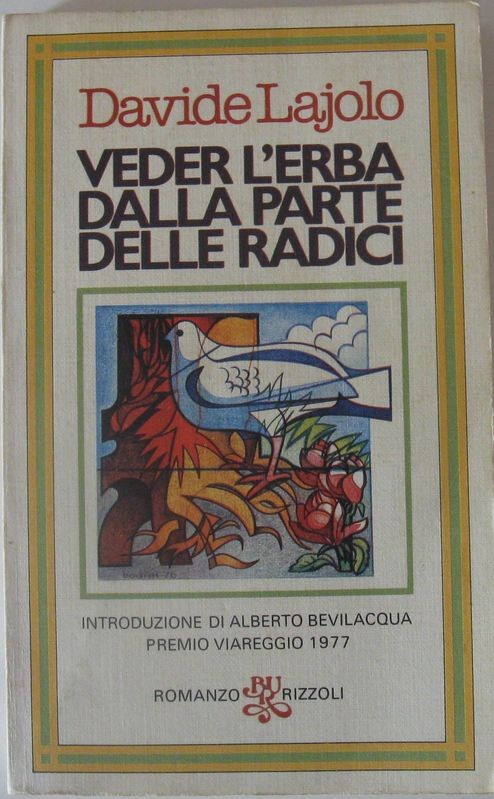 Davide Lajolo
VEDER L'ERBA
DALLA PARTE
DELLE RADICI
INTRODUZIONE DI ALBERTO BEVILACQUA
PREMIO VIAREGGIO 1977
ROMANZO BUR RIZZOLI